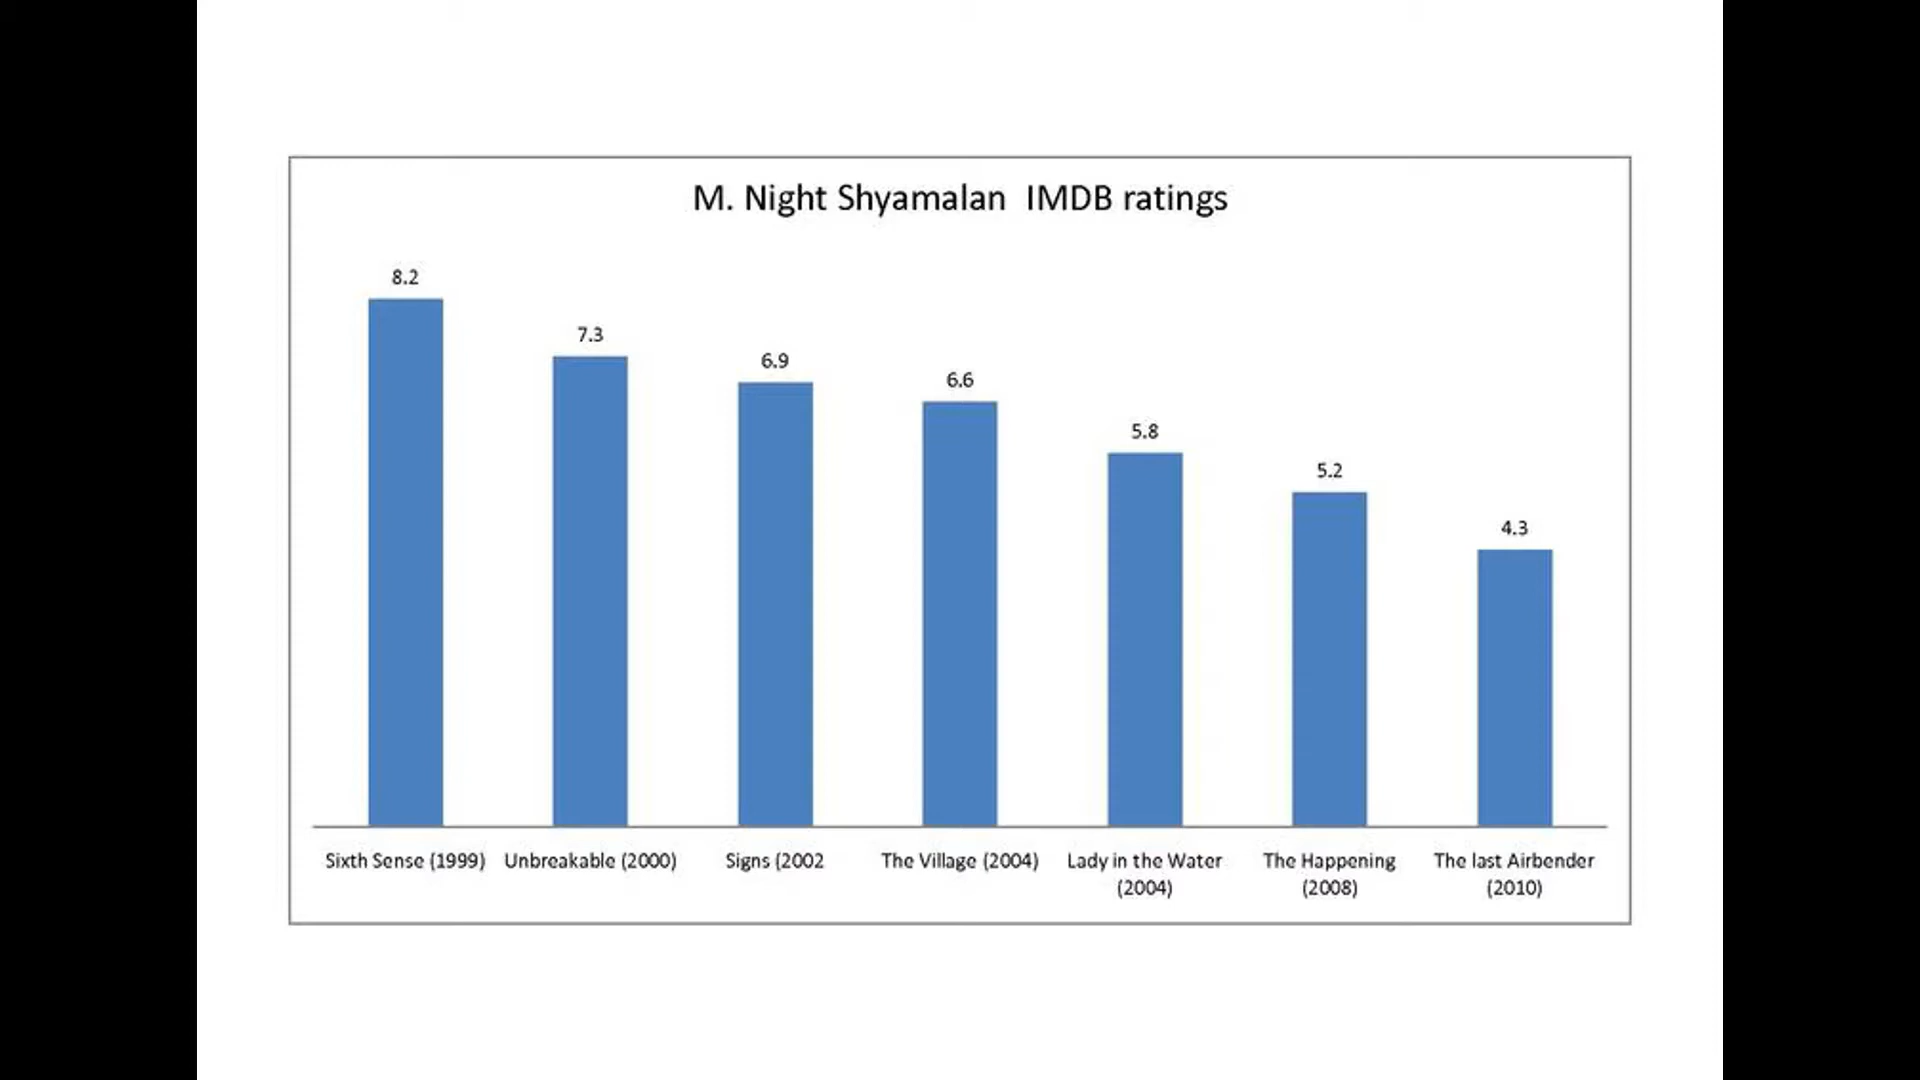 M. Night Shyamalan  IMDB ratings
8.2
7.3
6.9
6.6
5.8
5.2
4.3
Sixth Sense (1999)
Unbreakable (2000)
Signs (2002
The Village (2004)
Lady in the Water
(2004)
The Happening
(2008)
The last Airbender
(2010)